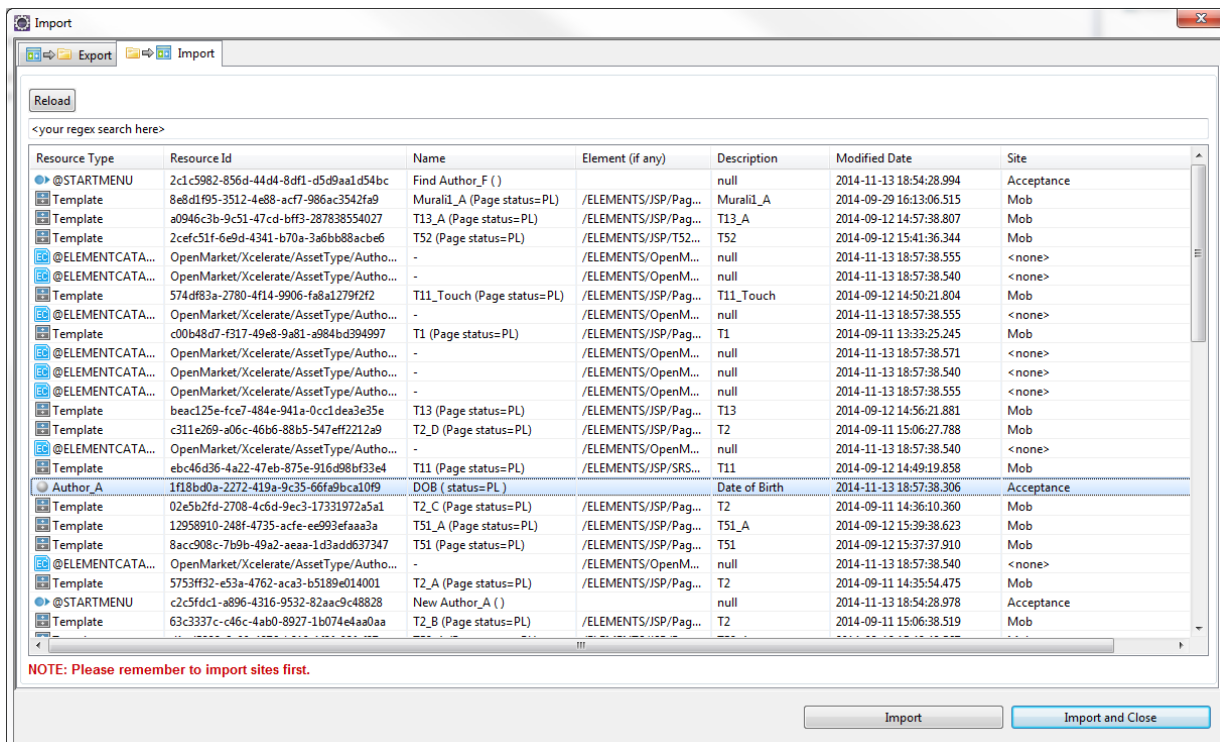 Import
Export Import
Reload
<your regex search here>
Resource Type Resource Id Name Element (if any) Description Modified Date Site
@STARTMENU 2c1c5982-856d-44d4-8df1-d5d9aa1d54bc Find Author_F ( ) null 2014-11-13 18:54:28.994 Acceptance
Template 8e8d1f95-3512-4e88-acf7-986ac3542fa9 Murali1_A (Page status=PL) /ELEMENTS/JSP/Pag... Murali1_A 2014-09-29 16:13:06.515 Mob
Template a0946c3b-9c51-47cd-bff3-287838554027 T13_A (Page status=PL) /ELEMENTS/JSP/Pag... T13_A 2014-09-12 14:57:38.807 Mob
Template 2cefc51f-6e9d-4341-b70a-3a6bb88acbe6 T52 (Page status=PL) /ELEMENTS/JSP/T52... T52 2014-09-12 15:41:36.344 Mob
@ELEMENTCATA... OpenMarket/Xcelerate/AssetType/Autho... - /ELEMENTS/OpenM... null 2014-11-13 18:57:38.555 <none>
@ELEMENTCATA... OpenMarket/Xcelerate/AssetType/Autho... - /ELEMENTS/OpenM... null 2014-11-13 18:57:38.540 <none>
Template 574df83a-2780-4f14-9906-fa8a1279f2f2 T11_Touch (Page status=PL) /ELEMENTS/JSP/Pag... T11_Touch 2014-09-12 14:50:21.804 Mob
@ELEMENTCATA... OpenMarket/Xcelerate/AssetType/Autho... - /ELEMENTS/OpenM... null 2014-11-13 18:57:38.555 <none>
Template c00b48d7-f317-49e8-9a81-a984bd394997 T1 (Page status=PL) /ELEMENTS/JSP/Pag... T1 2014-09-11 13:33:25.245 Mob
@ELEMENTCATA... OpenMarket/Xcelerate/AssetType/Autho... - /ELEMENTS/OpenM... null 2014-11-13 18:57:38.571 <none>
@ELEMENTCATA... OpenMarket/Xcelerate/AssetType/Autho... - /ELEMENTS/OpenM... null 2014-11-13 18:57:38.540 <none>
@ELEMENTCATA... OpenMarket/Xcelerate/AssetType/Autho... - /ELEMENTS/OpenM... null 2014-11-13 18:57:38.555 <none>
Template beac125e-fce7-484e-941a-0cc1dea3e35e T13 (Page status=PL) /ELEMENTS/JSP/Pag... T13 2014-09-12 14:56:21.881 Mob
Template c311e269-a06c-46b6-88b5-547eff2212a9 T2_D (Page status=PL) /ELEMENTS/JSP/Pag... T2 2014-09-11 15:06:27.788 Mob
@ELEMENTCATA... OpenMarket/Xcelerate/AssetType/Autho... - /ELEMENTS/OpenM... null 2014-11-13 18:57:38.540 <none>
Template ebc46d36-4a22-47eb-875e-916d98bf33e4 T11 (Page status=PL) /ELEMENTS/JSP/SRS... T11 2014-09-12 14:49:19.858 Mob
Author_A 1f18bd0a-2272-419a-9c35-66fa9bca10f9 DOB ( status=PL ) Date of Birth 2014-11-13 18:57:38.306 Acceptance
Template 02e5b2fd-2708-4c6d-9ec3-17331972a5a1 T2_C (Page status=PL) /ELEMENTS/JSP/Pag... T2 2014-09-11 14:36:10.360 Mob
Template 12958910-248f-4735-acfe-ee993efaaa3a T51_A (Page status=PL) /ELEMENTS/JSP/Pag... T51_A 2014-09-12 15:39:38.623 Mob
Template 8acc908c-7b9b-49a2-aeaa-1d3add637347 T51 (Page status=PL) /ELEMENTS/JSP/Pag... T51 2014-09-12 15:37:37.910 Mob
@ELEMENTCATA... OpenMarket/Xcelerate/AssetType/Autho... - /ELEMENTS/OpenM... null 2014-11-13 18:57:38.540 <none>
Template 5753ff32-e53a-4762-aca3-b5189e014001 T2_A (Page status=PL) /ELEMENTS/JSP/Pag... T2 2014-09-11 14:35:54.475 Mob
@STARTMENU c2c5fdc1-a896-4316-9532-82aac9c48828 New Author_A ( ) null 2014-11-13 18:54:28.978 Acceptance
Template 63c3337c-c46c-4ab0-8927-1b074e4aa0aa T2_B (Page status=PL) /ELEMENTS/JSP/Pag... T2 2014-09-11 15:06:38.519 Mob
NOTE: Please remember to import sites first.
Import Import and Close